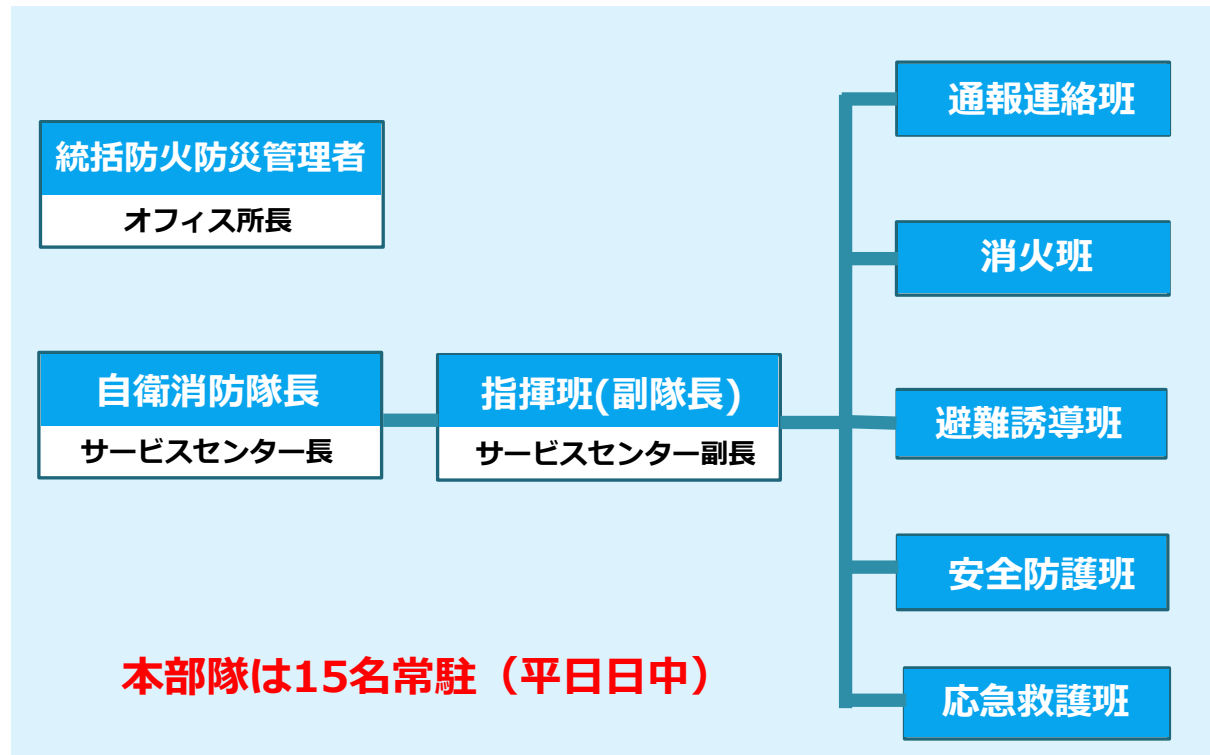 統括防火防災管理者
オフィス所長
自衛消防隊長
サービスセンター長
指揮班(副隊長)
サービスセンター副長
通報連絡班
消火班
避難誘導班
安全防護班
応急救護班
本部隊は15名常駐（平日日中）